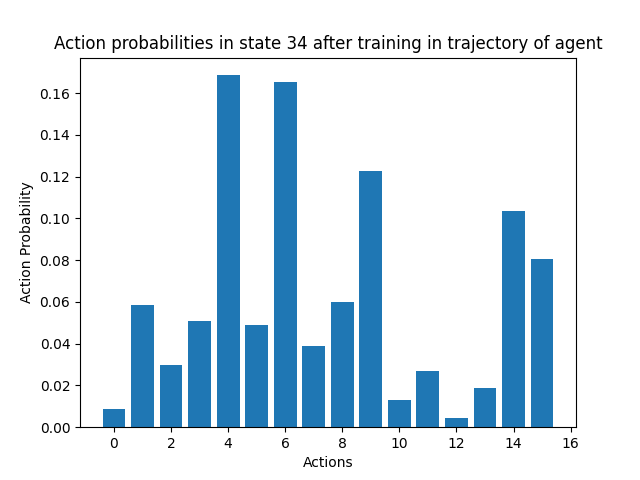 Action probabilities in state 34 after training in trajectory of agent
0.16
0.14
0.12
0.10
0.08
0.06
0.04
0.02
0.00
Action Probability
0 2 4 6 8 10 12 14 16
Actions